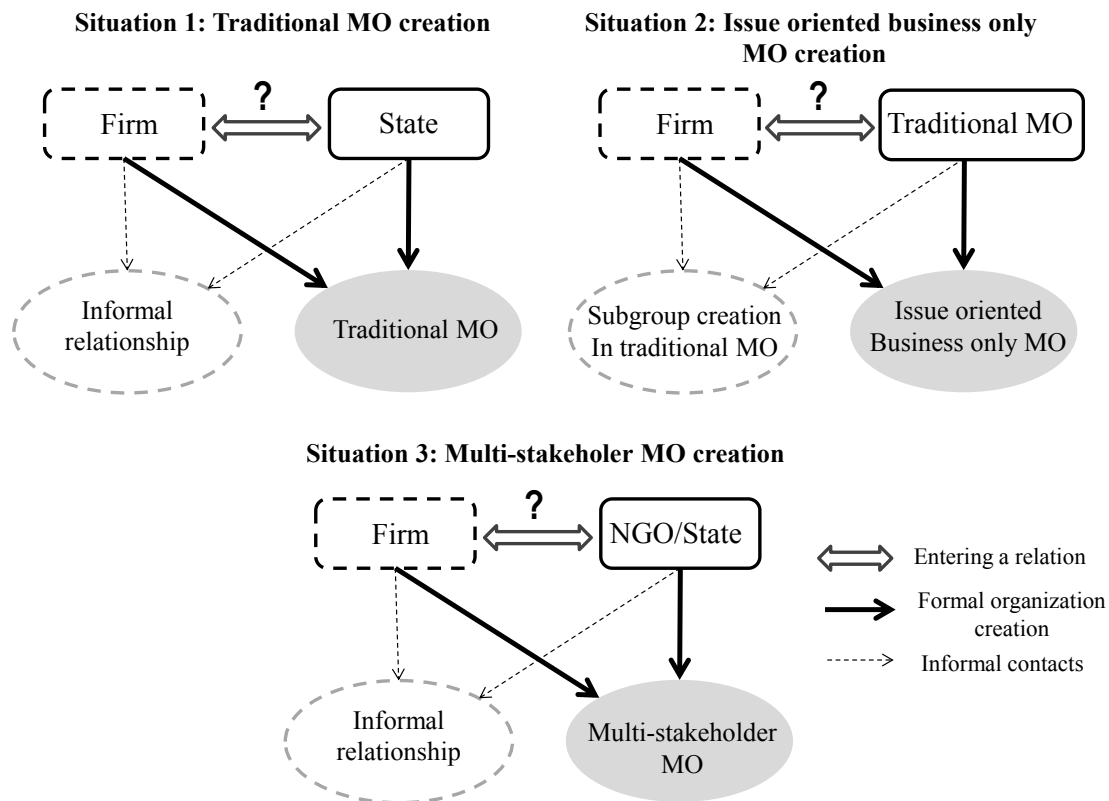 Situation 1: Traditional MO creation
?
Firm
State
Informal
relationship
Traditional MO
Situation 2: Issue oriented business only
MO creation
?
Firm
Traditional MO
Subgroup creation
In traditional MO
Issue oriented
Business only MO
Situation 3: Multi-stakeholer MO creation
?
Firm
NGO/State
Informal
relationship
Multi-stakeholder
MO
Entering a relation
Formal organization
creation
Informal contacts